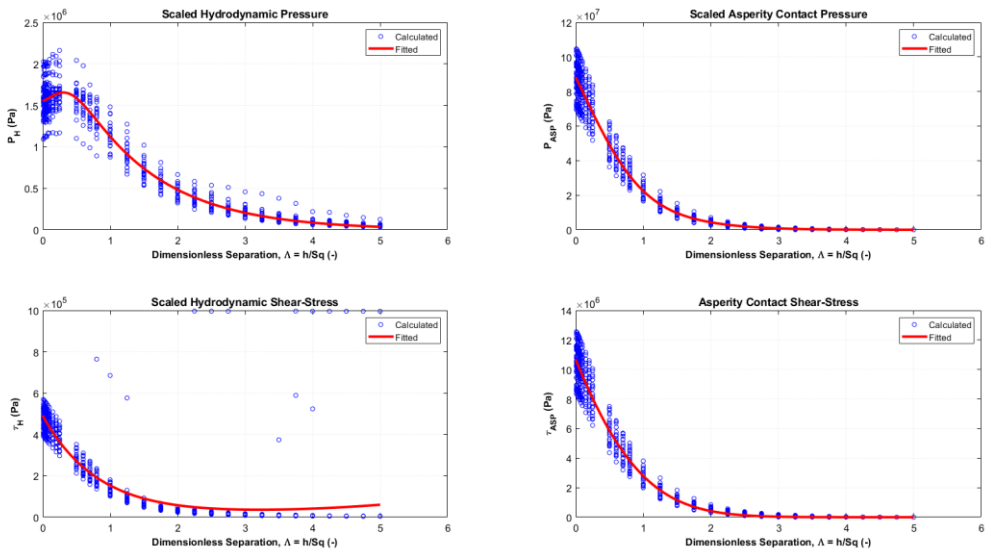 Scaled Hydrodynamic Pressure
×10⁶
2.5
2
1.5
1
0.5
0
P_H (Pa)
0 1 2 3 4 5 6
Dimensionless Separation, Λ = h/Sq (-)
Calculated
Fitted
Scaled Asperity Contact Pressure
×10⁷
12
10
8
6
4
2
0
P_ASP (Pa)
0 1 2 3 4 5 6
Dimensionless Separation, Λ = h/Sq (-)
Calculated
Fitted
Scaled Hydrodynamic Shear-Stress
×10⁵
10
8
6
4
2
0
τ_H (Pa)
0 1 2 3 4 5 6
Dimensionless Separation, Λ = h/Sq (-)
Calculated
Fitted
Asperity Contact Shear-Stress
×10⁶
14
12
10
8
6
4
2
0
τ_ASP (Pa)
0 1 2 3 4 5 6
Dimensionless Separation, Λ = h/Sq (-)
Calculated
Fitted